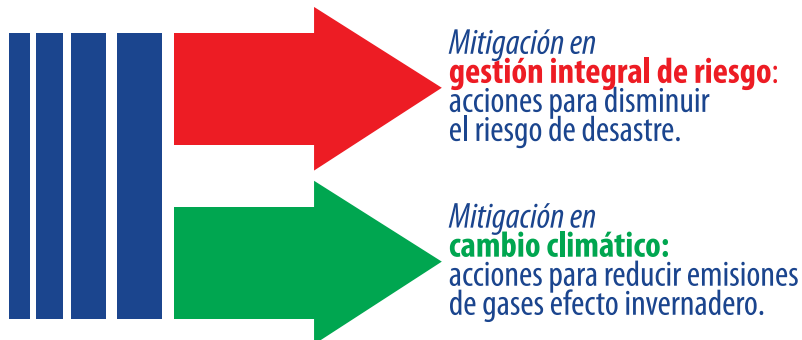 Mitigación en
gestión integral de riesgo:
acciones para disminuir
el riesgo de desastre.
Mitigación en
cambio climático:
acciones para reducir emisiones
de gases efecto invernadero.